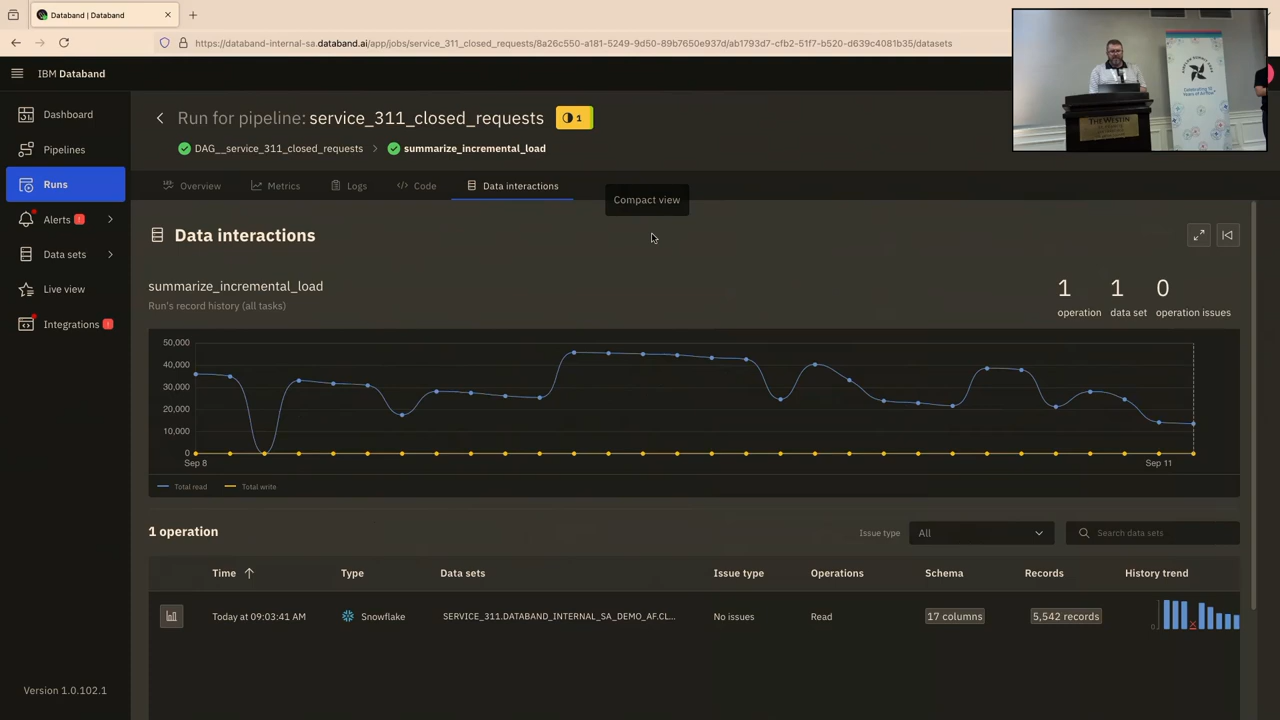 Databand | Databand
https://databand-internal-sa.databand.ai/app/jobs/service_311_closed_requests/8a26c550-a181-5249-9d50-89b7650e937d/ab1793d7-cfb2-51f7-b520-d639c4081b35/datasets
IBM Databand
Dashboard
Pipelines
Runs
Alerts !
Data sets
Live view
Integrations !
Version 1.0.102.1
Run for pipeline: service_311_closed_requests 1
DAG__service_311_closed_requests > summarize_incremental_load
Overview Metrics Logs Code Data interactions
Compact view
Data interactions
summarize_incremental_load
Run's record history (all tasks)
1 1 0
operation data set operation issues
50,000
40,000
30,000
20,000
10,000
0
Sep 8 Sep 11
Total read Total write
1 operation
Issue type All Search data sets
Time Type Data sets Issue type Operations Schema Records History trend
Today at 09:03:41 AM Snowflake SERVICE_311.DATABAND_INTERNAL_SA_DEMO_AF.CL... No issues Read 17 columns 5,542 records 0
THE WESTIN